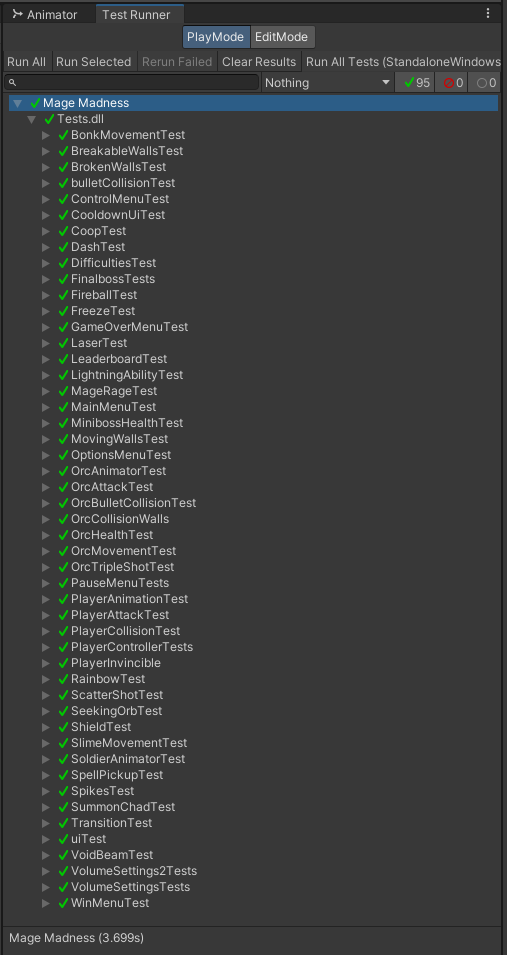 Animator Test Runner
PlayMode EditMode
Run All Run Selected Rerun Failed Clear Results Run All Tests (StandaloneWindows
Nothing 95 0 0
Mage Madness
Tests.dll
BonkMovementTest
BreakableWallsTest
BrokenWallsTest
bulletCollisionTest
ControlMenuTest
CooldownUiTest
CoopTest
DashTest
DifficultiesTest
FinalbossTests
FireballTest
FreezeTest
GameOverMenuTest
LaserTest
LeaderboardTest
LightningAbilityTest
MageRageTest
MainMenuTest
MinibossHealthTest
MovingWallsTest
OptionsMenuTest
OrcAnimatorTest
OrcAttackTest
OrcBulletCollisionTest
OrcCollisionWalls
OrcHealthTest
OrcMovementTest
OrcTripleShotTest
PauseMenuTests
PlayerAnimationTest
PlayerAttackTest
PlayerCollisionTest
PlayerControllerTests
PlayerInvincible
RainbowTest
ScatterShotTest
SeekingOrbTest
ShieldTest
SlimeMovementTest
SoldierAnimatorTest
SpellPickupTest
SpikesTest
SummonChadTest
TransitionTest
uiTest
VoidBeamTest
VolumeSettings2Tests
VolumeSettingsTests
WinMenuTest
Mage Madness (3.699s)